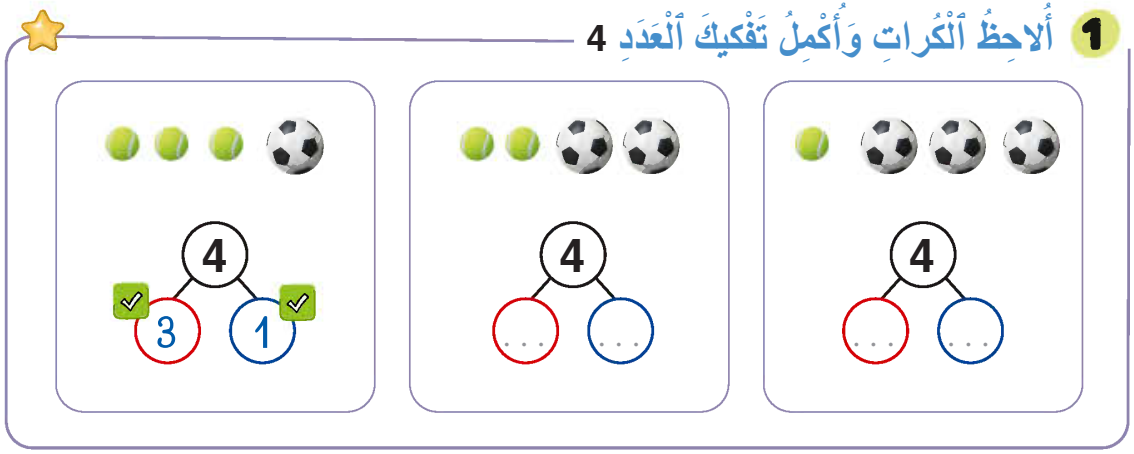 1 أُلاحِظُ ٱلْكُراتِ وَأُكْمِلُ تَفْكيكَ ٱلْعَدَدِ 4
4 4 4
3 1 ... ... ... ...